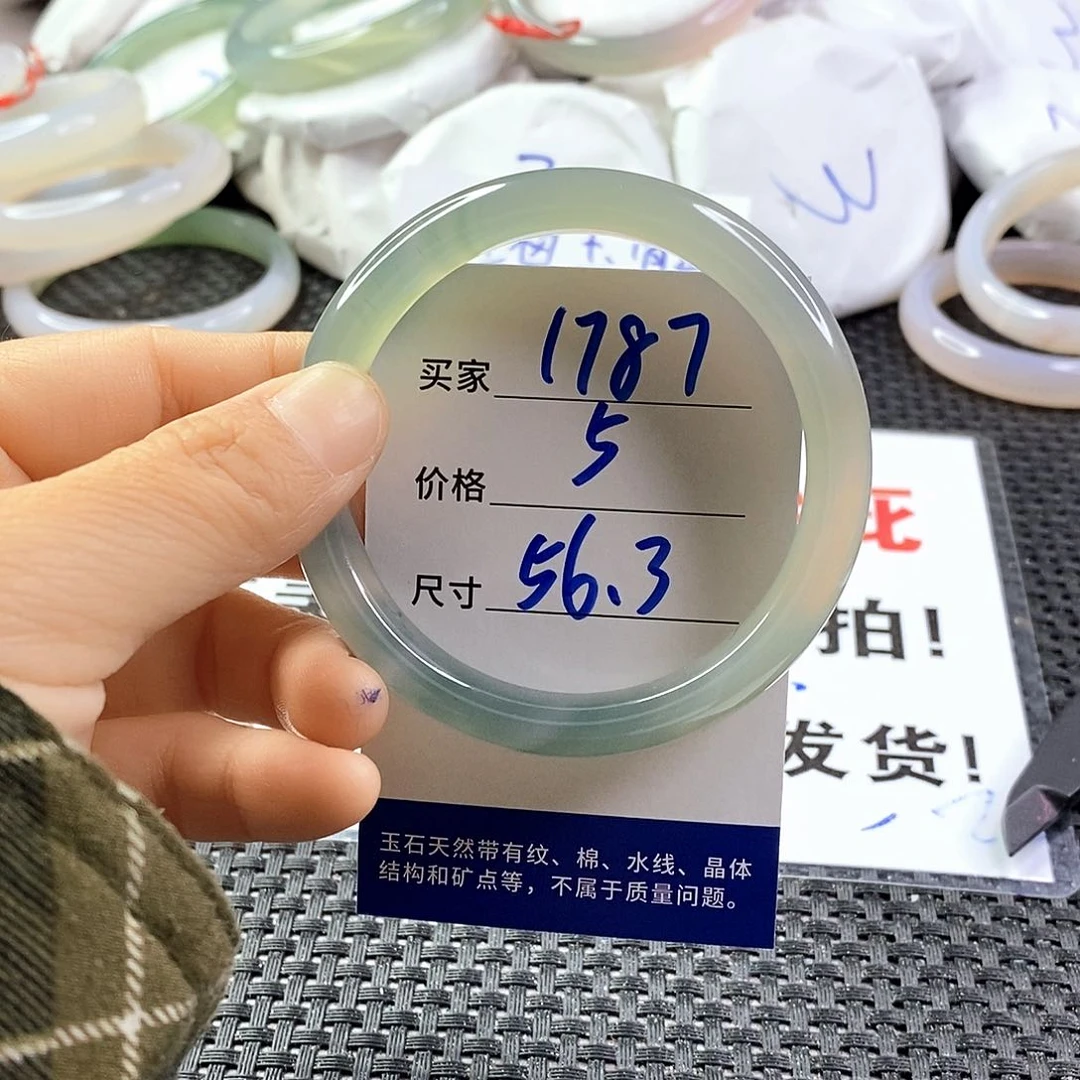 买家 1787
价格 5
尺寸 56.3
玉石天然带有纹、棉、水线、晶体
结构和矿点等，不属于质量问题。
死
拍！
发货！